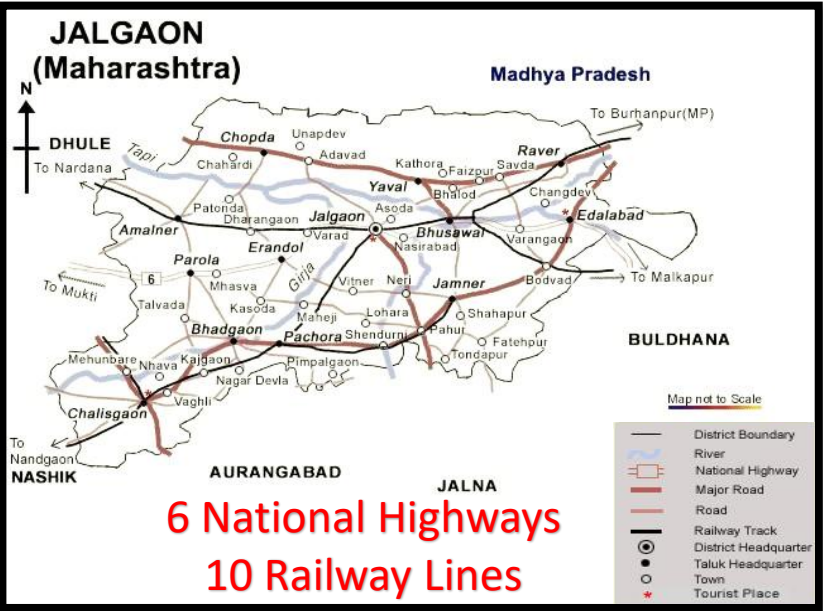 JALGAON
(Maharashtra)
Madhya Pradesh
N
To Burhanpur(MP)
DHULE
Tapi
Chopda
Unapdev
Adavad
Chahardi
To Nardana
Kathora
Faizpur
Savda
Raver
Yaval
Bhalod
Changdev
Patonda
Dharangaon
Jalgaon
Asoda
Edalabad
Amalner
Varad
Bhusawal
Nasirabad
Varangaon
Erandol
Parola
6
Mhasva
Girja
Vitner
Neri
Jamner
Bodvad
To Malkapur
To Mukti
Talvada
Kasoda
Maheji
Lohara
Shahapur
Bhadgaon
Pachora
Shendurni
Pahur
Fatehpur
BULDHANA
Mehunbare
Nhava
Kajgaon
Pimpalgaon
Tondapur
Nagar Devla
Vaghli
Chalisgaon
Map not to Scale
To
Nandgaon
NASHIK
AURANGABAD
JALNA
District Boundary
River
National Highway
Major Road
Road
Railway Track
District Headquarter
Taluk Headquarter
Town
Tourist Place
6 National Highways
10 Railway Lines